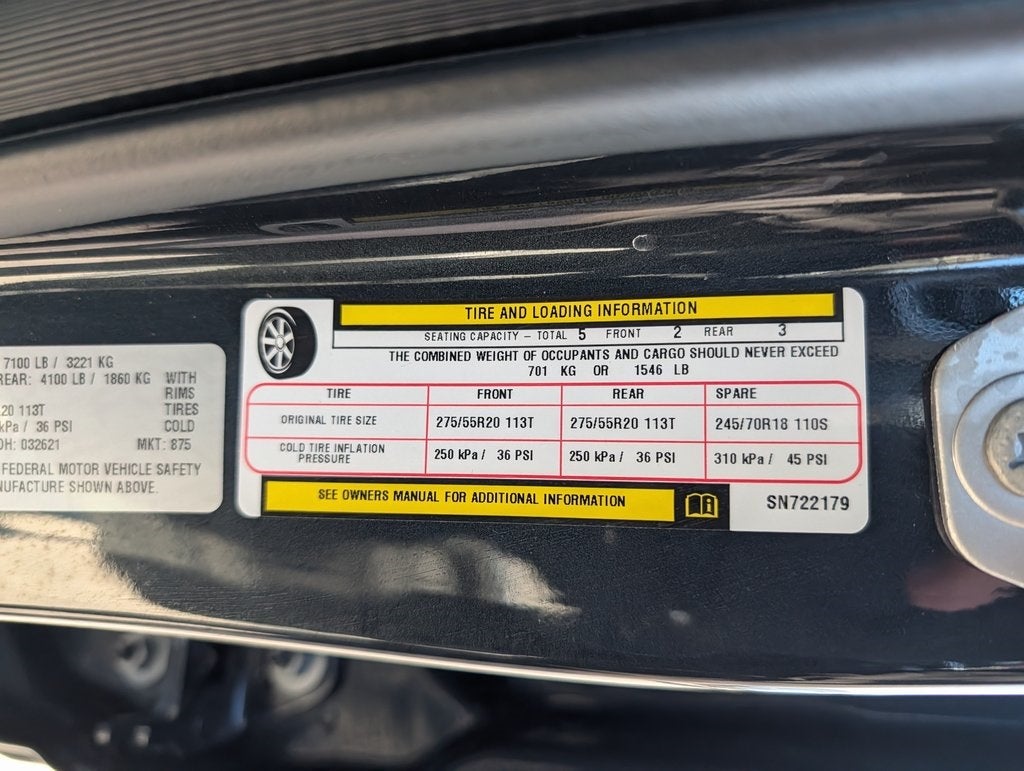 7100 LB / 3221 KG
REAR: 4100 LB / 1860 KG WITH
RIMS
R20 113T TIRES
kPa / 36 PSI COLD
DH: 032621 MKT: 875
FEDERAL MOTOR VEHICLE SAFETY
MANUFACTURE SHOWN ABOVE.
TIRE AND LOADING INFORMATION
SEATING CAPACITY – TOTAL 5 FRONT 2 REAR 3
THE COMBINED WEIGHT OF OCCUPANTS AND CARGO SHOULD NEVER EXCEED
701 KG OR 1546 LB
TIRE FRONT REAR SPARE
ORIGINAL TIRE SIZE 275/55R20 113T 275/55R20 113T 245/70R18 110S
COLD TIRE INFLATION PRESSURE 250 kPa / 36 PSI 250 kPa / 36 PSI 310 kPa / 45 PSI
SEE OWNERS MANUAL FOR ADDITIONAL INFORMATION
SN722179